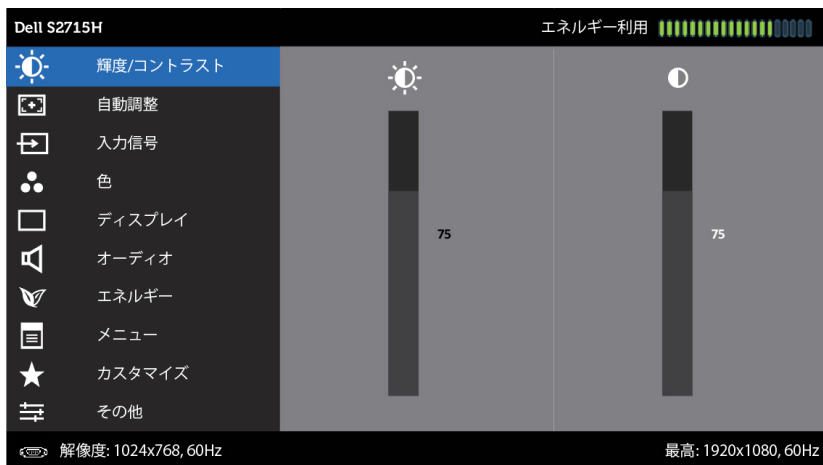 Dell S2715H エネルギー利用
輝度/コントラスト
自動調整
入力信号
色
ディスプレイ
75 75
オーディオ
エネルギー
メニュー
カスタマイズ
その他
解像度: 1024x768, 60Hz 最高: 1920x1080, 60Hz